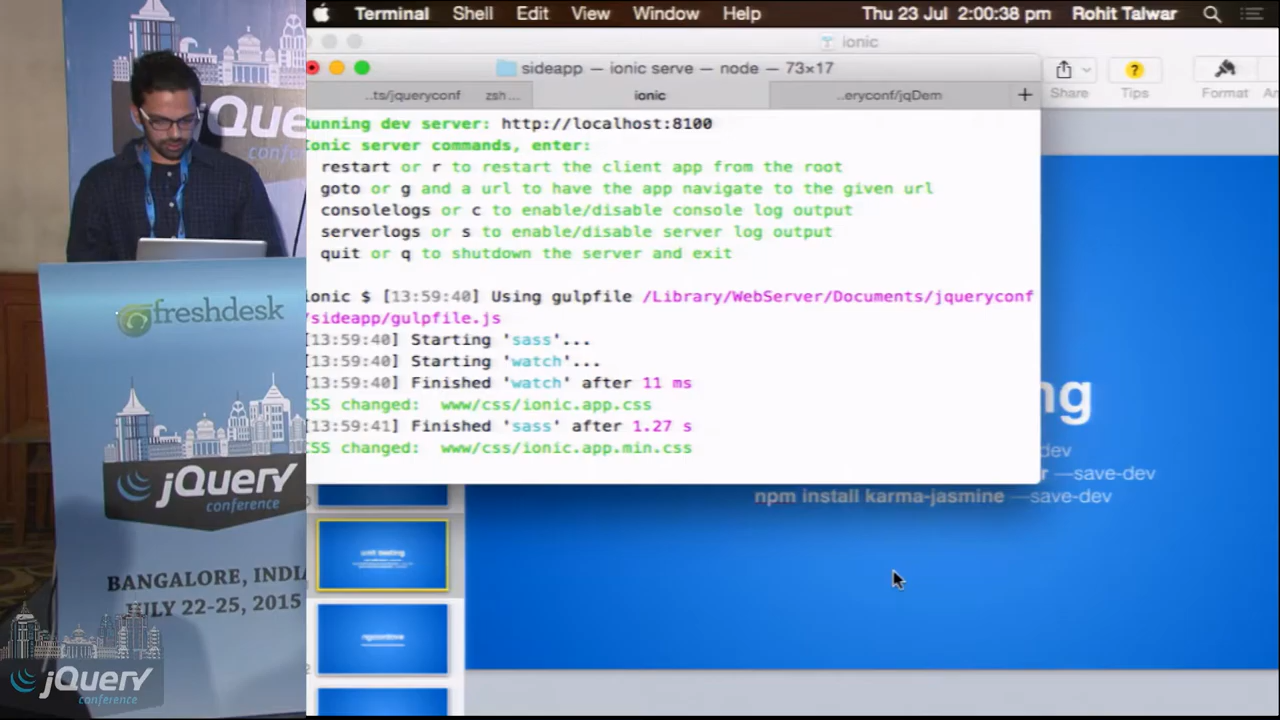 Terminal Shell Edit View Window Help Thu 23 Jul 2:00:38 pm Rohit Talwar
ionic
sideapp — ionic serve — node — 73×17
Share Tips Format
..ts/jqueryconf zsh... ionic ..eryconf/jqDem +
Running dev server: http://localhost:8100
Ionic server commands, enter:
restart or r to restart the client app from the root
goto or g and a url to have the app navigate to the given url
consolelogs or c to enable/disable console log output
serverlogs or s to enable/disable server log output
quit or q to shutdown the server and exit
ionic $ [13:59:40] Using gulpfile /Library/WebServer/Documents/jqueryconf
/sideapp/gulpfile.js
[13:59:40] Starting 'sass'...
[13:59:40] Starting 'watch'...
[13:59:40] Finished 'watch' after 11 ms
CSS changed: www/css/ionic.app.css
[13:59:41] Finished 'sass' after 1.27 s
CSS changed: www/css/ionic.app.min.css
ng
r —save-dev
npm install karma-jasmine —save-dev
unit testing
jQue
confe
freshdesk
jQuery
conference
BANGALORE, INDIA
JULY 22-25, 2015
jQuery
conference